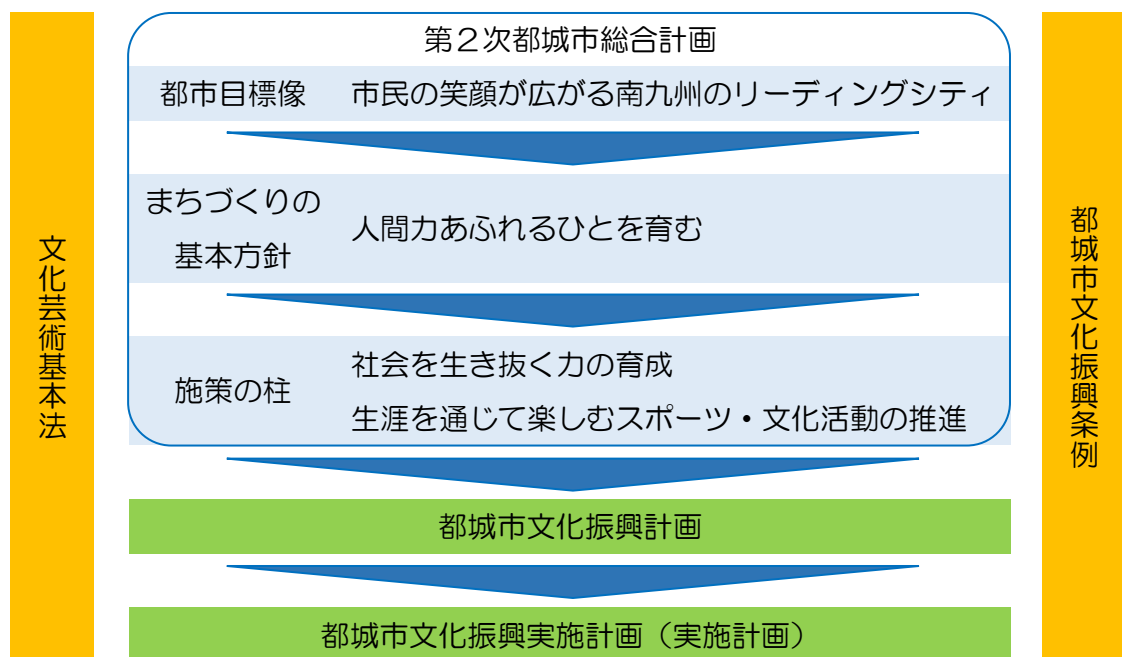 文化芸術基本法
第２次都城市総合計画
都市目標像
市民の笑顔が広がる南九州のリーディングシティ
まちづくりの
基本方針
人間力あふれるひとを育む
施策の柱
社会を生き抜く力の育成
生涯を通じて楽しむスポーツ・文化活動の推進
都城市文化振興計画
都城市文化振興実施計画（実施計画）
都城市文化振興条例